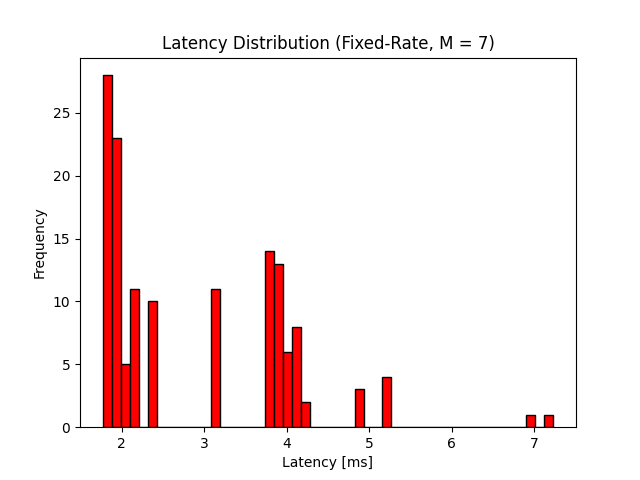 Latency Distribution (Fixed-Rate, M = 7)
25
20
15
10
5
0
Frequency
2 3 4 5 6 7
Latency [ms]